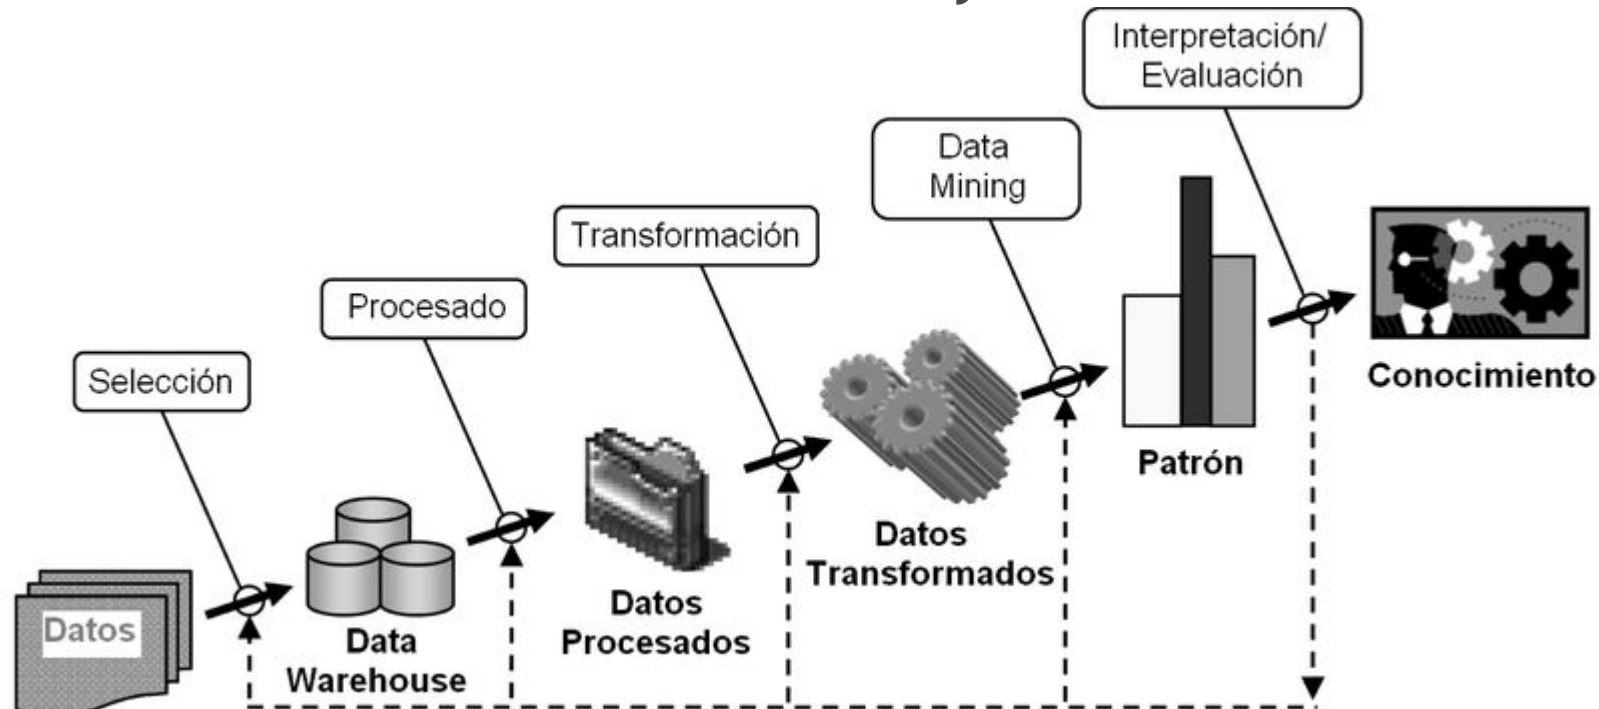 Interpretación/
Evaluación
Data
Mining
Transformación
Procesado
Selección
Conocimiento
Patrón
Datos
Transformados
Datos
Procesados
Data
Warehouse
Datos